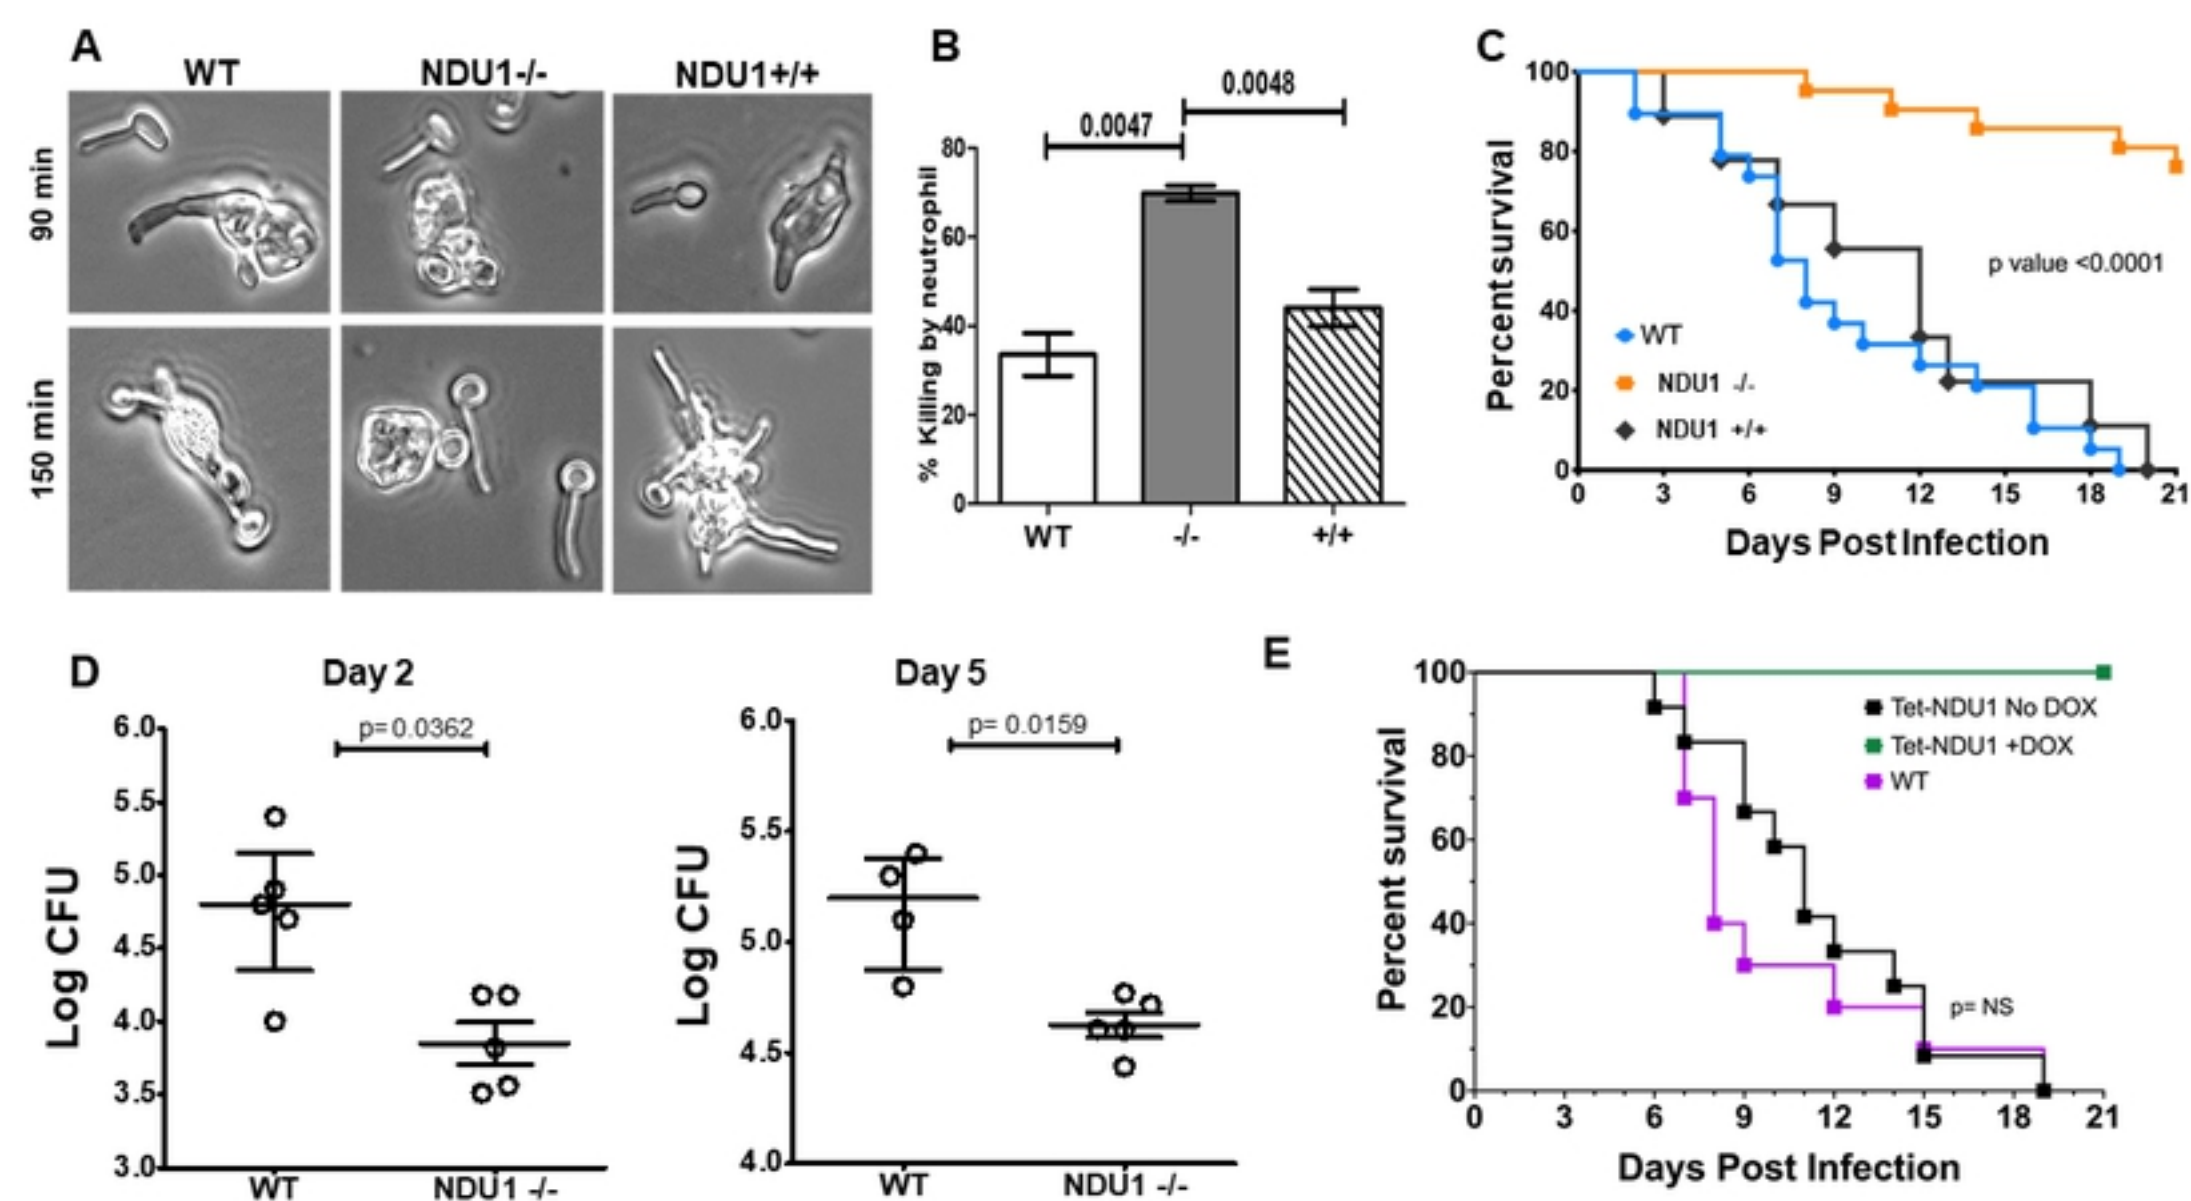 A
WT
NDU1-/-
NDU1+/+
90 min
150 min
B
0.0047
0.0048
% Killing by neutrophil
80
60
40
20
0
WT
-/-
+/+
C
Percent survival
100
80
60
40
20
0
p value <0.0001
WT
NDU1 -/-
NDU1 +/+
0 3 6 9 12 15 18 21
Days Post Infection
D
Day 2
p= 0.0362
Log CFU
6.0
5.5
5.0
4.5
4.0
3.5
3.0
WT
NDU1 -/-
Day 5
p= 0.0159
Log CFU
6.0
5.5
5.0
4.5
4.0
WT
NDU1 -/-
E
Percent survival
100
80
60
40
20
0
Tet-NDU1 No DOX
Tet-NDU1 +DOX
WT
p= NS
0 3 6 9 12 15 18 21
Days Post Infection